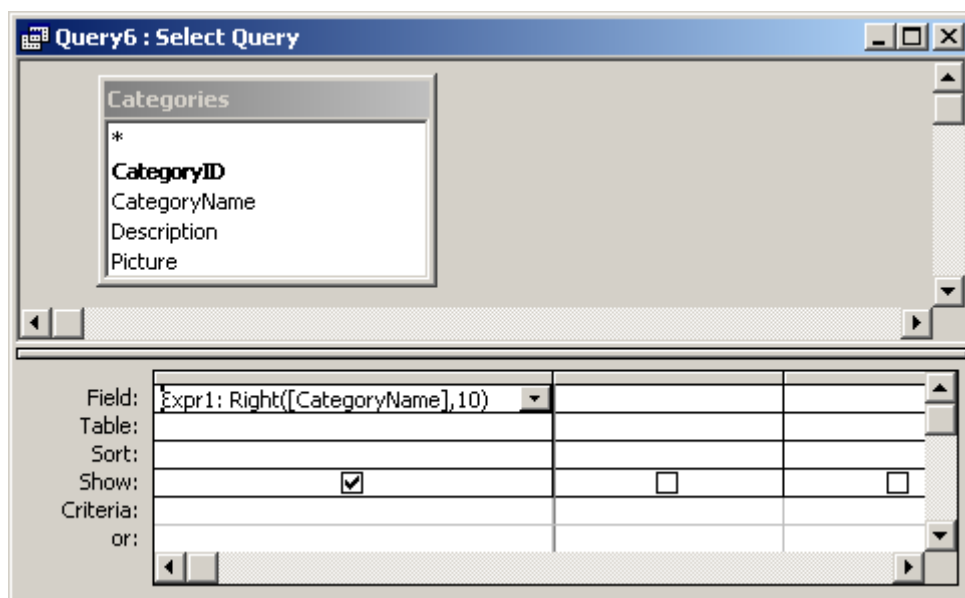 Query6 : Select Query
Categories
*
CategoryID
CategoryName
Description
Picture
Field: Expr1: Right([CategoryName],10)
Table:
Sort:
Show:
Criteria:
or: